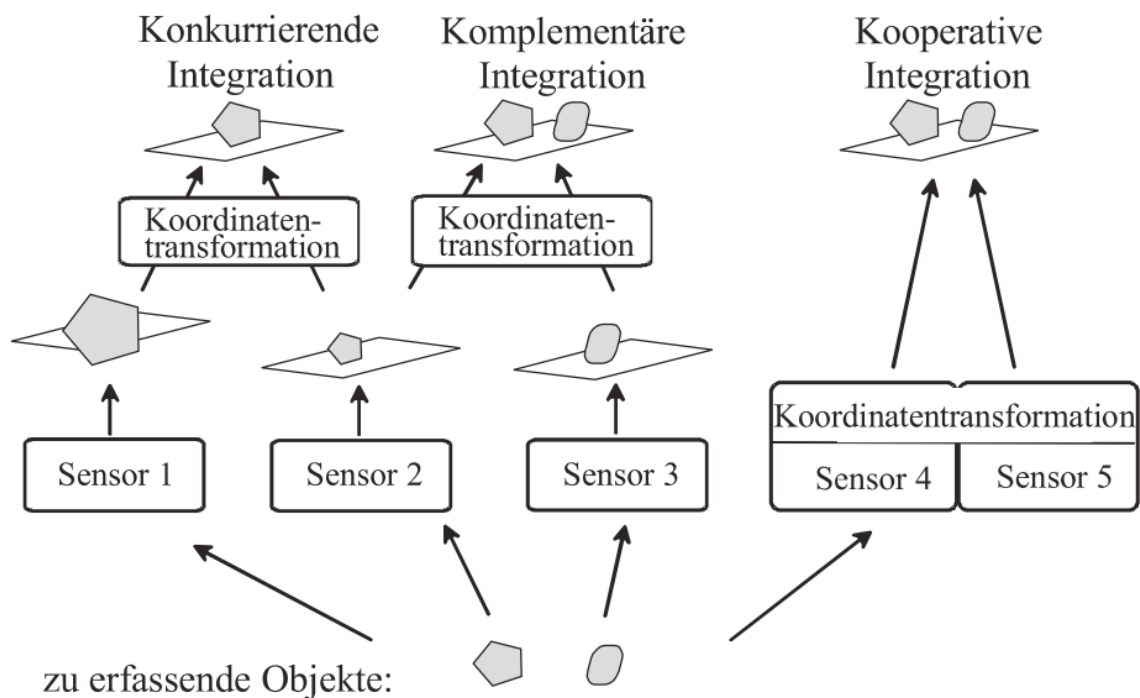 Konkurrierende
Integration
Komplementäre
Integration
Kooperative
Integration
Koordinaten-
transformation
Koordinaten-
transformation
Koordinatentransformation
Sensor 1
Sensor 2
Sensor 3
Sensor 4
Sensor 5
zu erfassende Objekte: